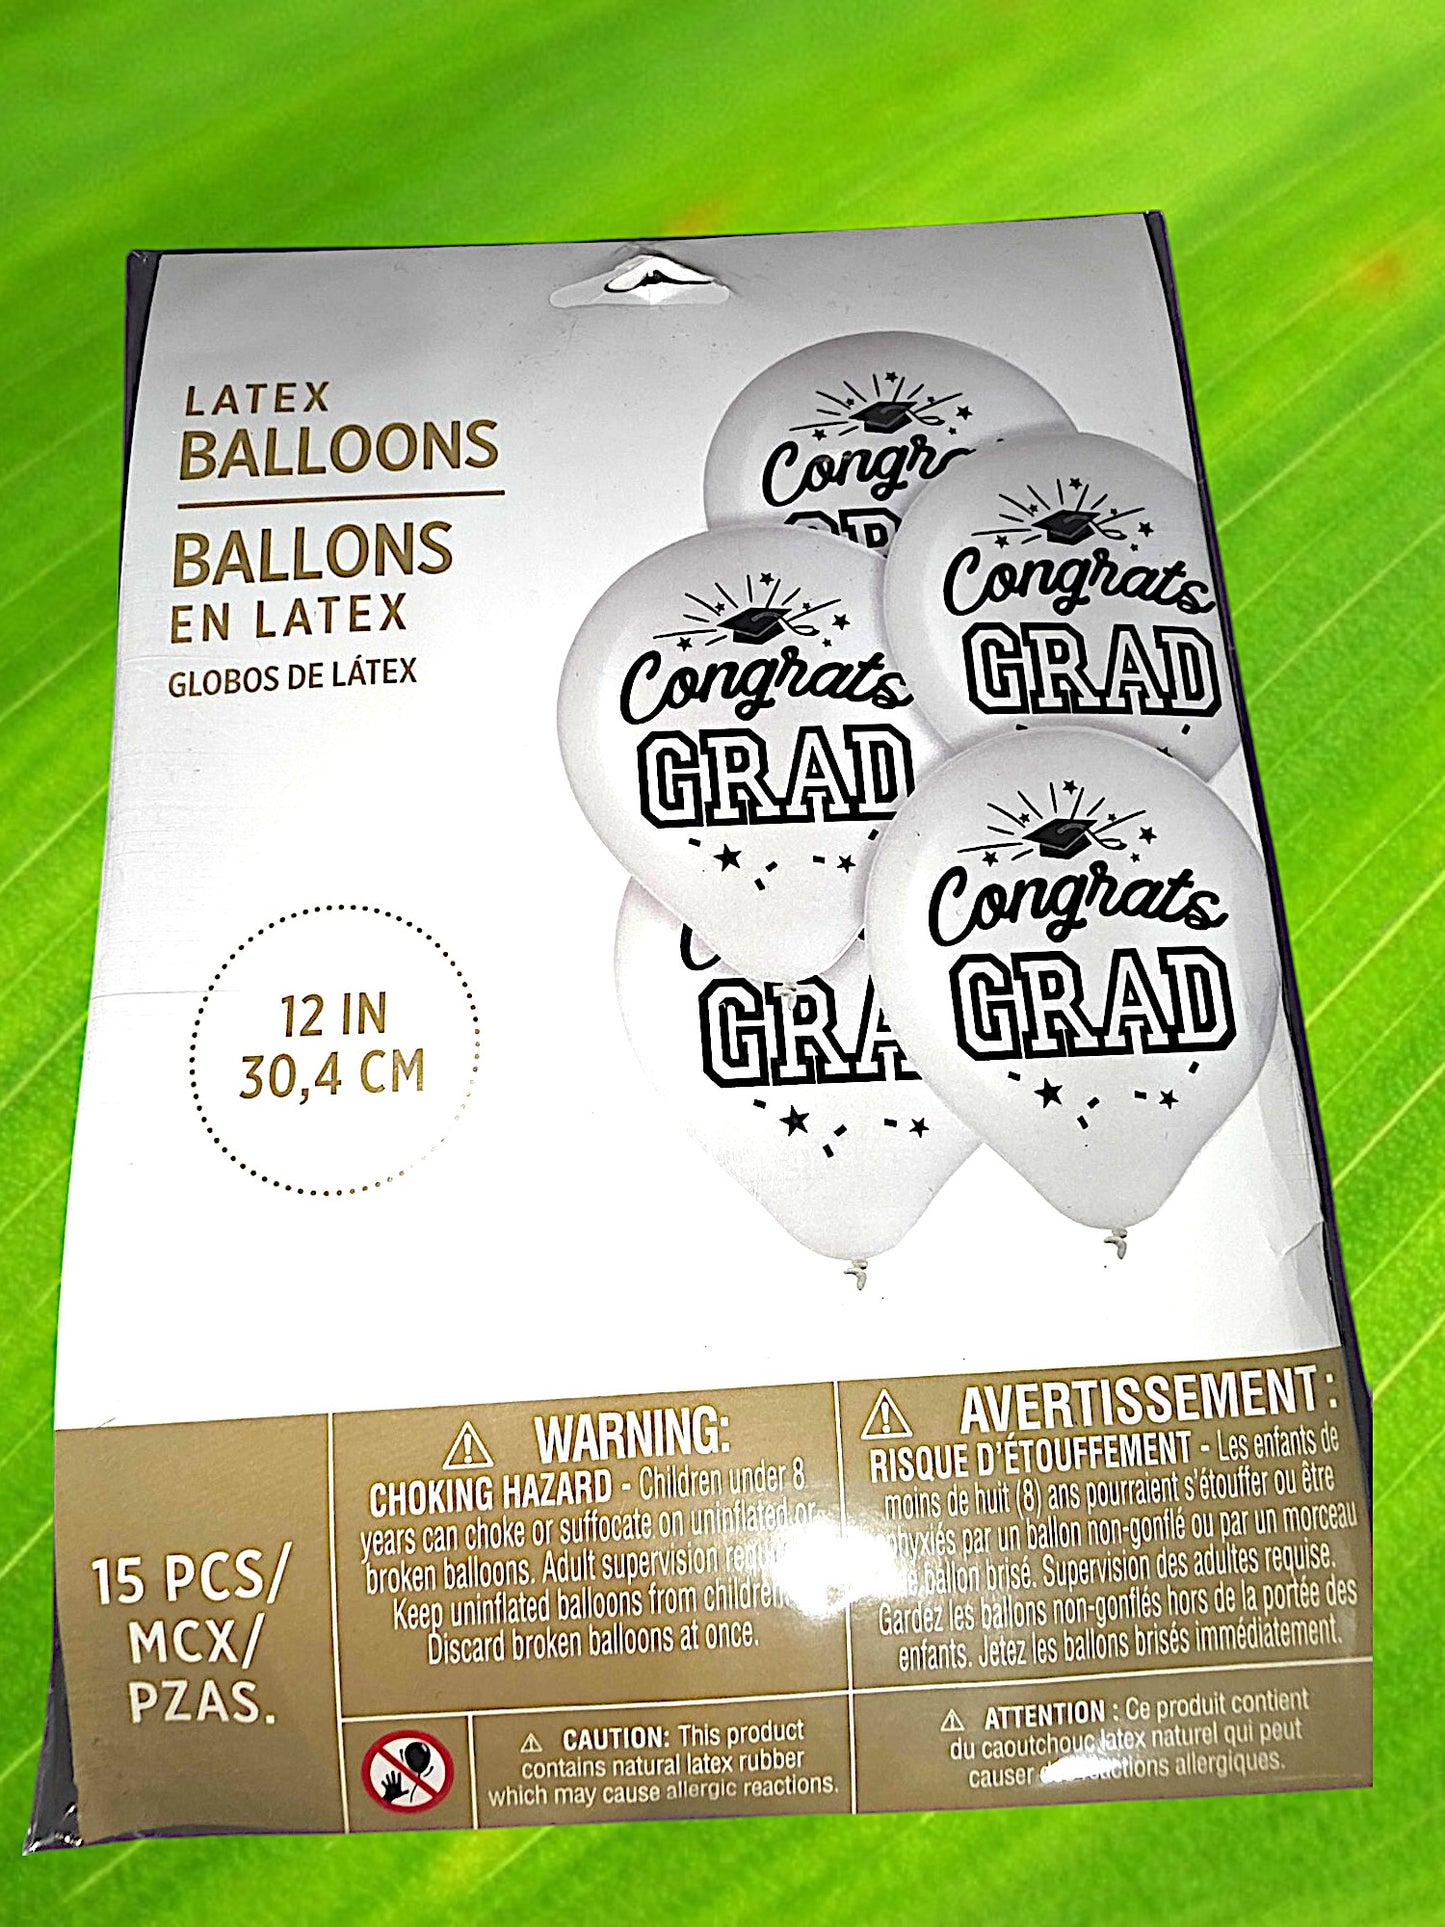 LATEX
BALLOONS
BALLONS
EN LATEX
GLOBOS DE LÁTEX
12 IN
30,4 CM
Congr
GR
Congrats
GRAD
Congrats
GRAD
Congrats
GRAD
C
GRA
15 PCS/
MCX/
PZAS.
⚠ WARNING:
CHOKING HAZARD - Children under 8
years can choke or suffocate on uninflated or
broken balloons. Adult supervision
Keep uninflated balloons from
Discard broken balloons at once.
⚠ CAUTION: This product
contains natural latex rubber
which may cause allergic reactions.
⚠ AVERTISSEMENT:
RISQUE D'ÉTOUFFEMENT - Les enfants de
moins de huit (8) ans pourraient s'étouffer ou être
par un ballon non-gonflé ou par un morceau
ballon brisé. Supervision des adultes requise.
Gardez les ballons non-gonflés hors de la portée des
enfants. Jetez les ballons brisés immédiatement.
⚠ ATTENTION : Ce produit contient
du caoutchouc latex naturel qui peut
causer allergiques.